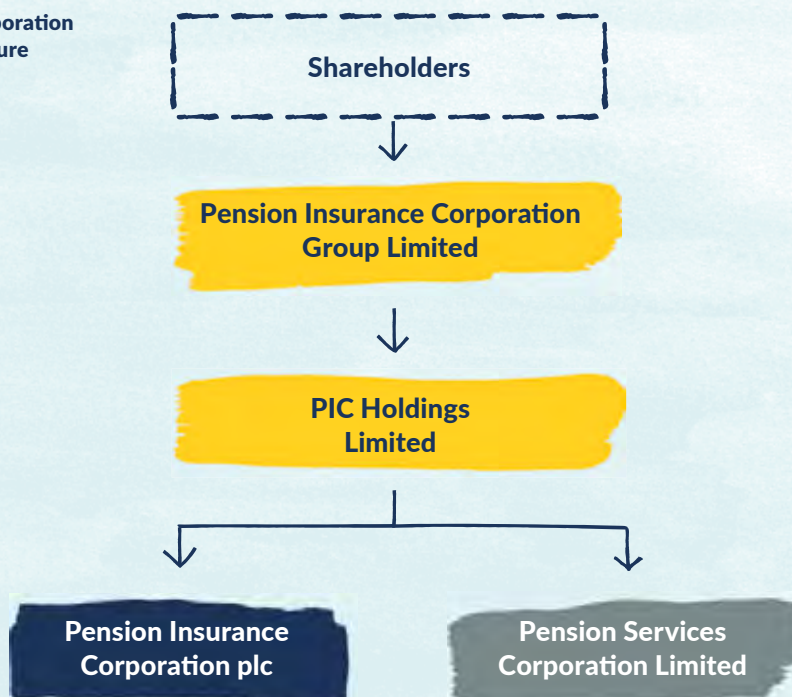 Shareholders
Pension Insurance Corporation
Group Limited
PIC Holdings
Limited
Pension Insurance
Corporation plc
Pension Services
Corporation Limited